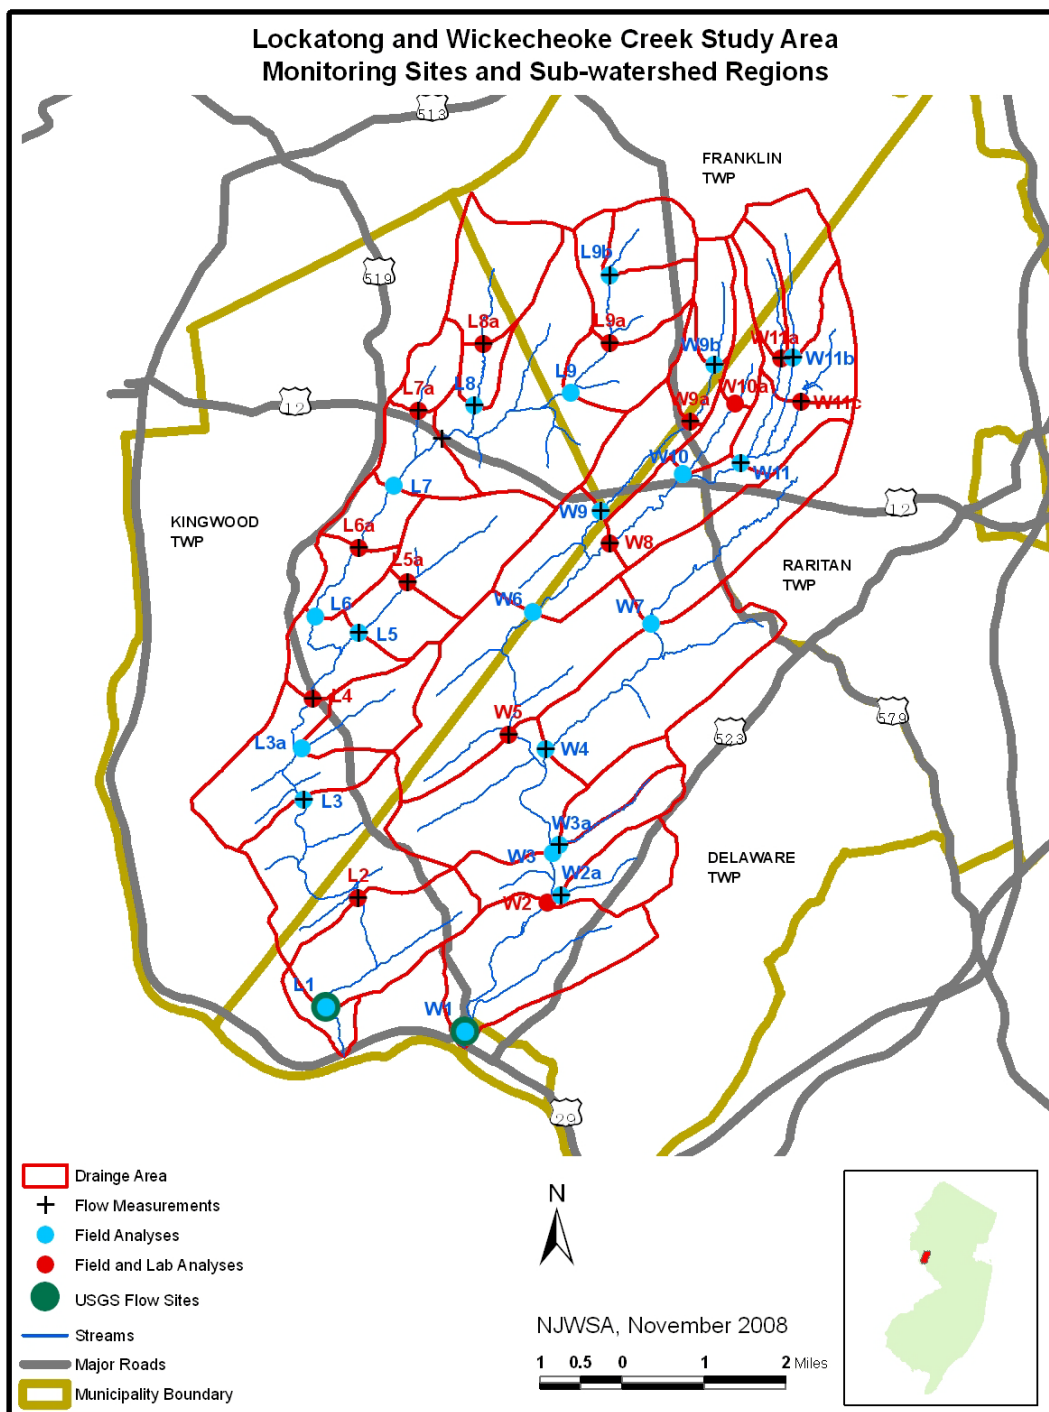 Lockatong and Wickecheoke Creek Study Area
Monitoring Sites and Sub-watershed Regions
513
FRANKLIN
TWP
519
L9b
L8a
L9a
W11a
W9b
W11b
L7a
L8
L9
W10a
12
W9a
W11c
W10
W11
L7
12
KINGWOOD
TWP
W9
L6a
W8
L5a
RARITAN
TWP
L6
W6
W7
L5
L4
W5
579
L3a
W4
523
L3
W3a
W3
DELAWARE
TWP
L2
W2a
W2
L1
W1
29
Drainge Area
Flow Measurements
Field Analyses
Field and Lab Analyses
USGS Flow Sites
Streams
Major Roads
Municipality Boundary
N
NJWSA, November 2008
1 0.5 0 1 2 Miles